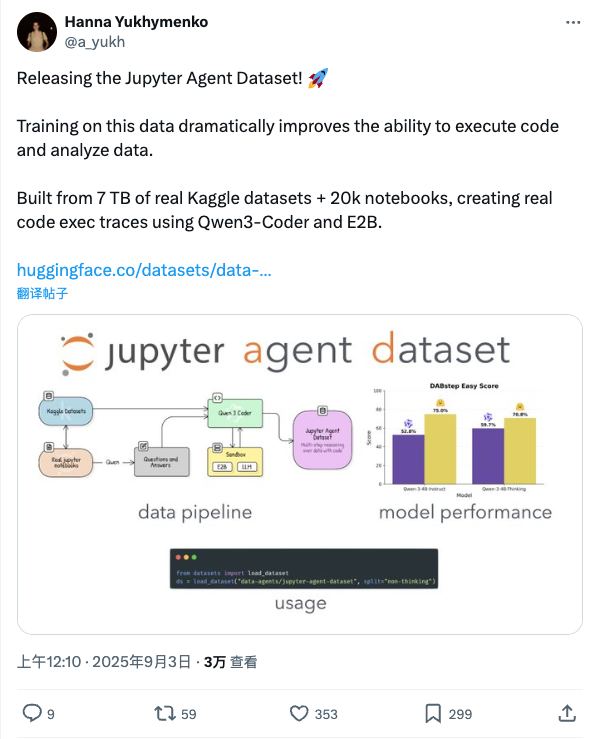 Hanna Yukhymenko
@a_yukh
Releasing the Jupyter Agent Dataset! 🚀
Training on this data dramatically improves the ability to execute code
and analyze data.
Built from 7 TB of real Kaggle datasets + 20k notebooks, creating real
code exec traces using Qwen3-Coder and E2B.
huggingface.co/datasets/data-...
翻译帖子
jupyter agent dataset
Kaggle Datasets
Real jupyter
notebooks
Qwen
Questions and
Answers
Qwen 3 Coder
Sandbox
E2B
LLM
Jupyter Agent
Dataset
Multi-step reasoning
over data with code
data pipeline
DABstep Easy Score
Score
100
80
60
40
20
0
52.8%
75.0%
59.7%
70.8%
Qwen-3-4B-Instruct
Qwen-3-4B-Thinking
Model
model performance
from datasets import load_dataset
ds = load_dataset("data-agents/jupyter-agent-dataset", split="non-thinking")
usage
上午12:10 · 2025年9月3日 · 3万 查看
9
59
353
299